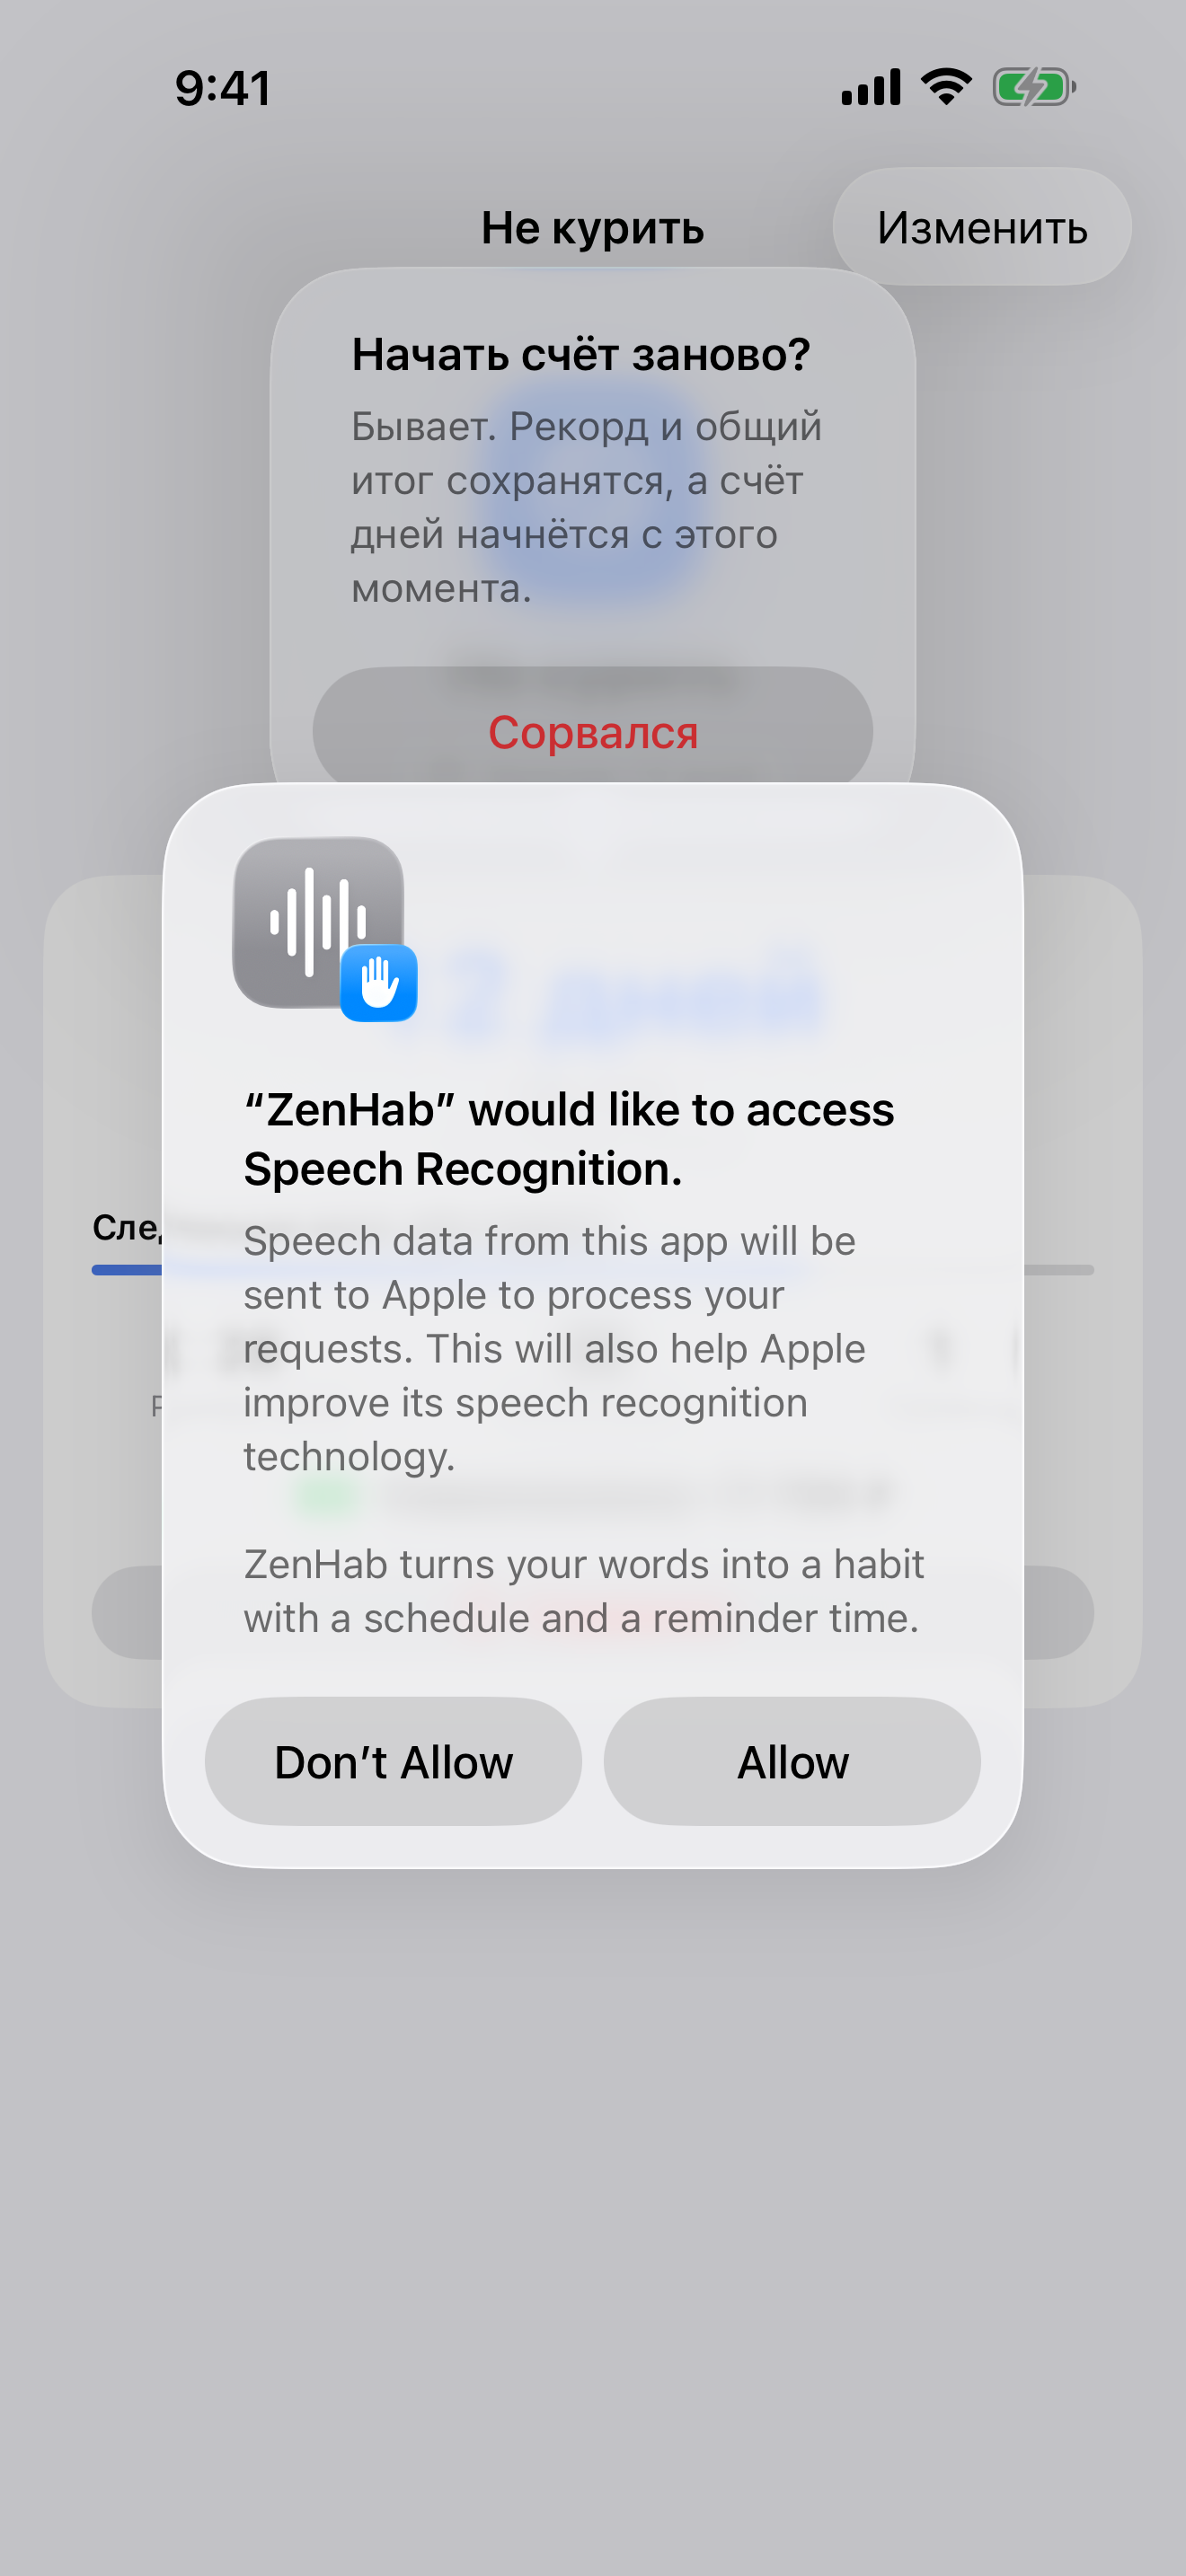 9:41
Не курить
Изменить
Начать счёт заново?
Бывает. Рекорд и общий
итог сохранятся, а счёт
дней начнётся с этого
момента.
Сорвался
2 дней
“ZenHab” would like to access
Speech Recognition.
Speech data from this app will be
sent to Apple to process your
requests. This will also help Apple
improve its speech recognition
technology.
ZenHab turns your words into a habit
with a schedule and a reminder time.
Don’t Allow
Allow